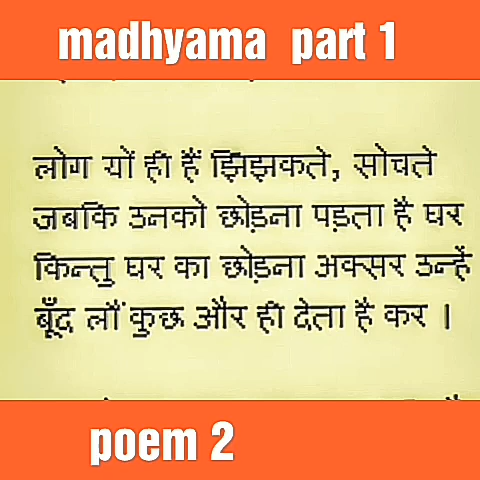 madhyama part 1
लोग यों ही हैं झिझकते, सोचते
जबकि उनको छोड़ना पड़ता है घर
किन्तु घर का छोड़ना अक्सर उन्हें
बूँद लौं कुछ और ही देता है कर ।
poem 2